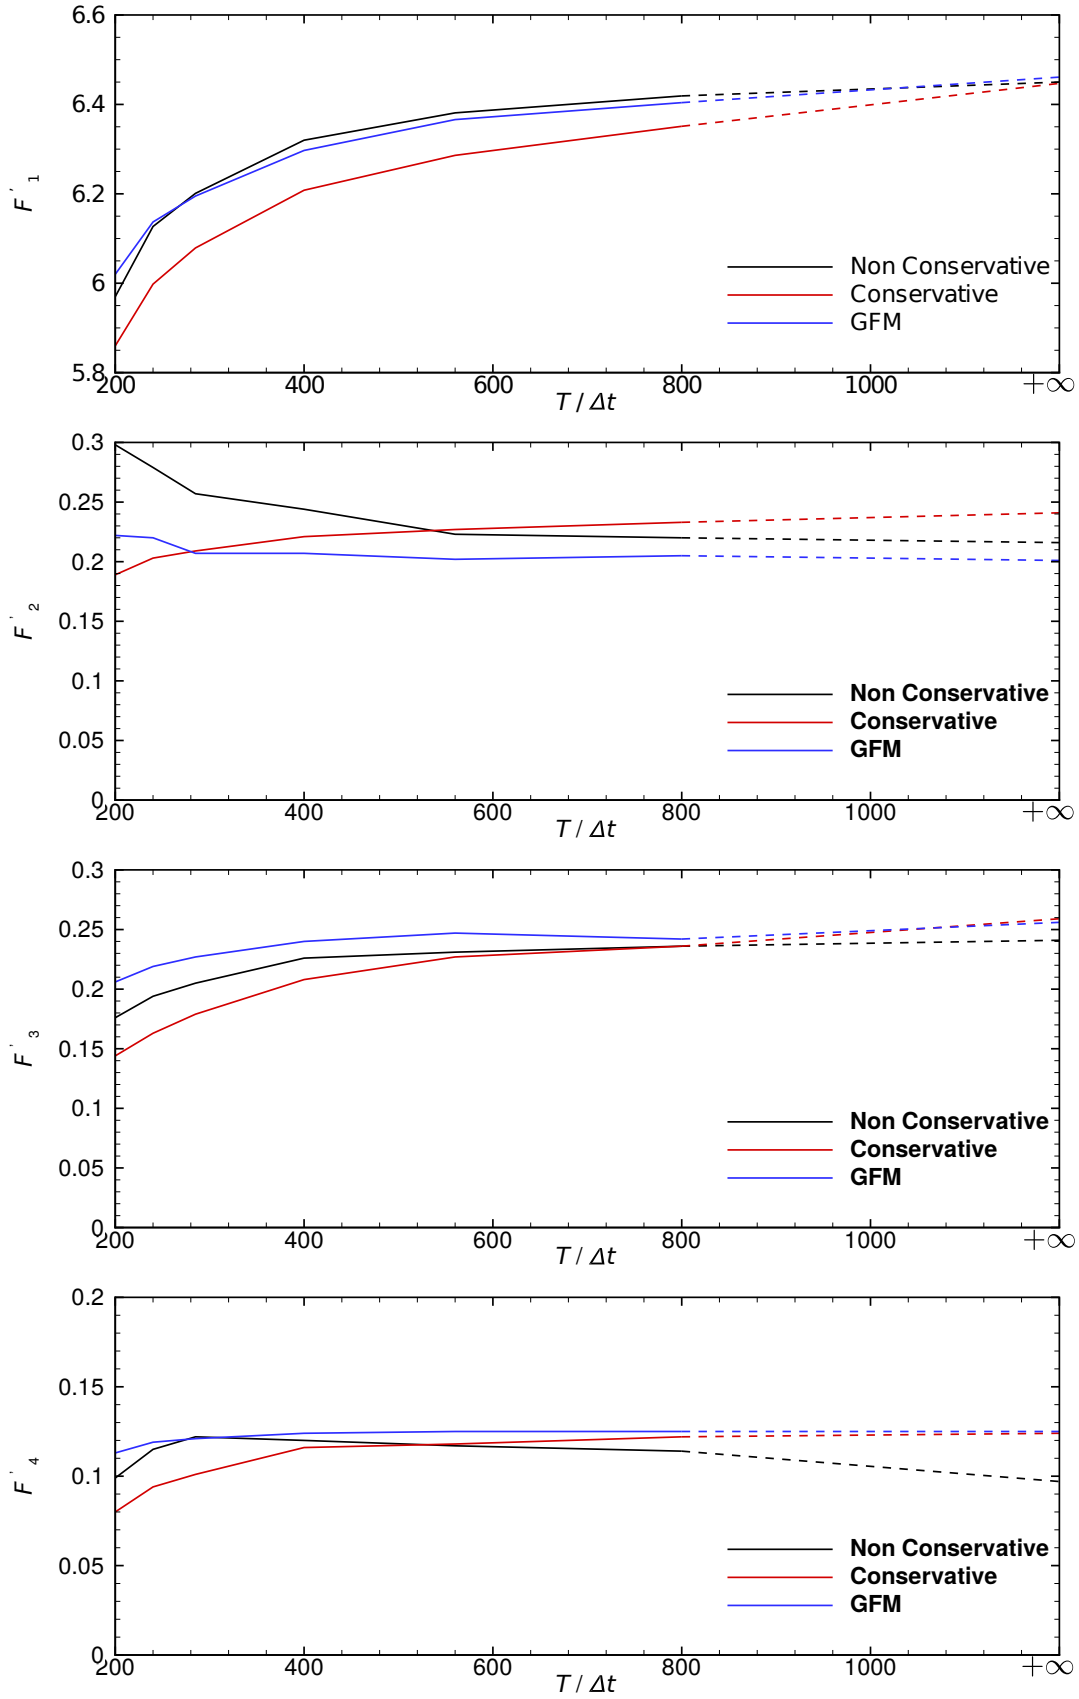 6.6
6.4
6.2
6
5.8
F'1
Non Conservative
Conservative
GFM
200 400 600 800 1000 +∞
T / Δt
0.3
0.25
0.2
0.15
0.1
0.05
0
F'2
Non Conservative
Conservative
GFM
200 400 600 800 1000 +∞
T / Δt
0.3
0.25
0.2
0.15
0.1
0.05
0
F'3
Non Conservative
Conservative
GFM
200 400 600 800 1000 +∞
T / Δt
0.2
0.15
0.1
0.05
0
F'4
Non Conservative
Conservative
GFM
200 400 600 800 1000 +∞
T / Δt